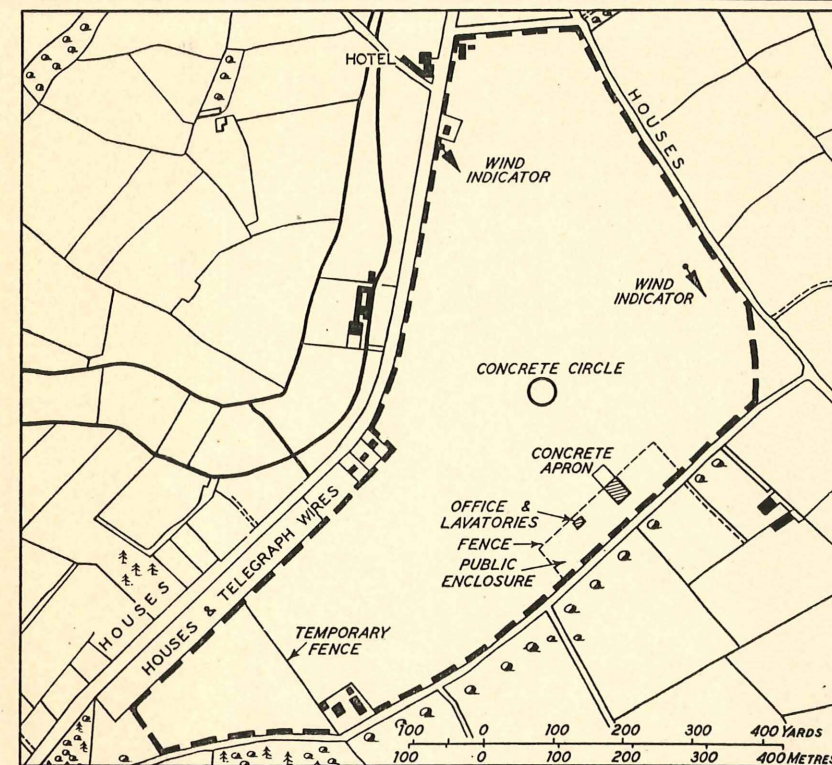 HOTEL
HOUSES
WIND
INDICATOR
WIND
INDICATOR
CONCRETE CIRCLE
CONCRETE
APRON
OFFICE &
LAVATORIES
FENCE
PUBLIC
ENCLOSURE
HOUSES & TELEGRAPH WIRES
HOUSES
TEMPORARY
FENCE
100 0 100 200 300 400 YARDS
100 0 100 200 300 400 METRES